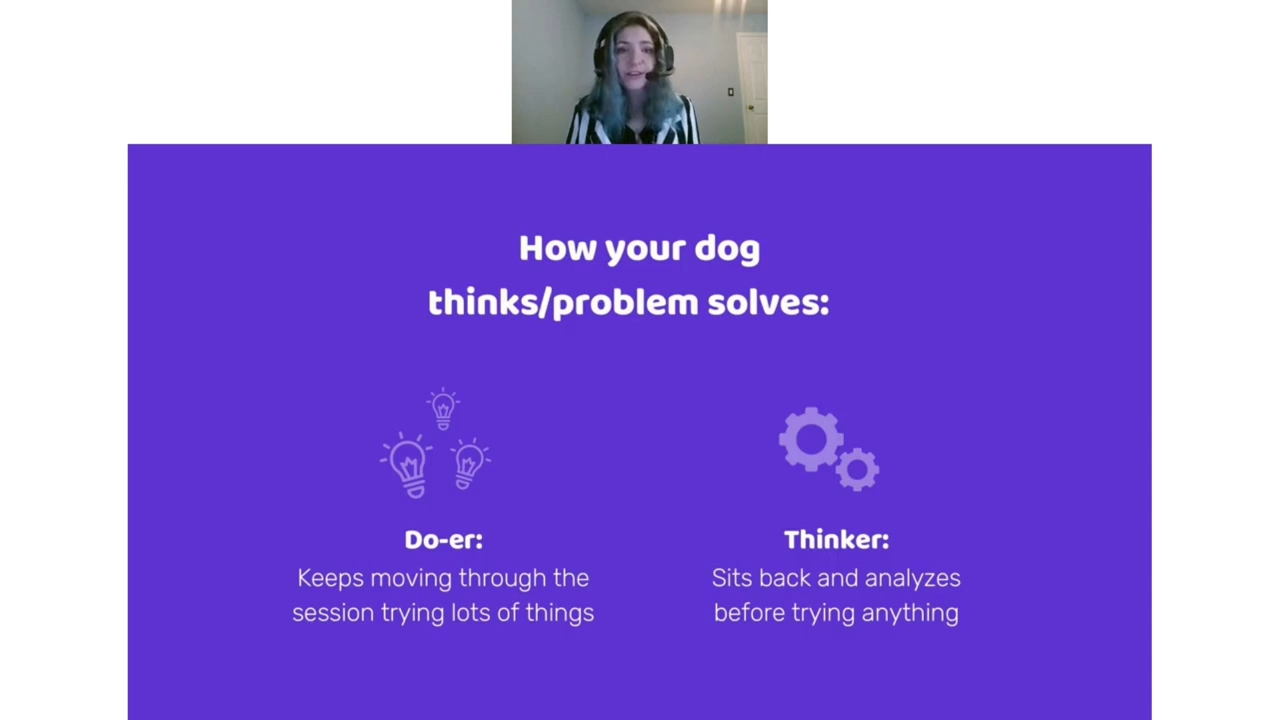 How your dog
thinks/problem solves:
Do-er:
Keeps moving through the
session trying lots of things
Thinker:
Sits back and analyzes
before trying anything